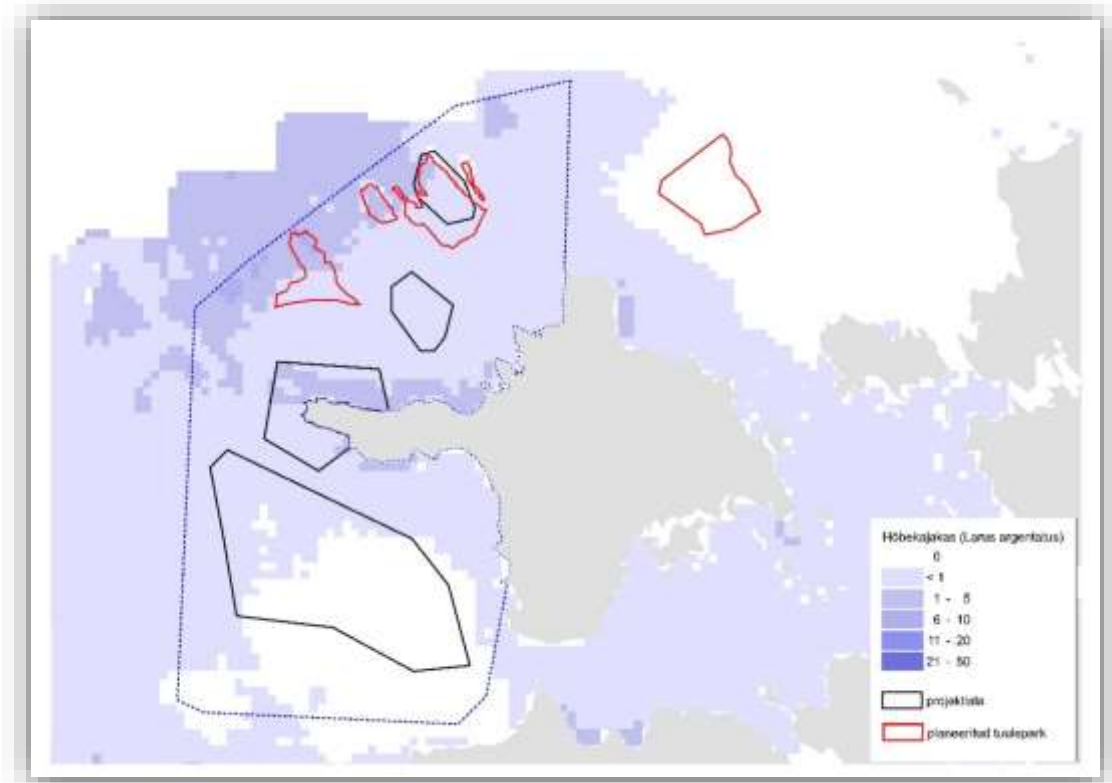 Hõbekajakas (Larus argentatus)
0
< 1
1 - 5
6 - 10
11 - 20
21 - 50
projektiala
planeeritud tuulepark